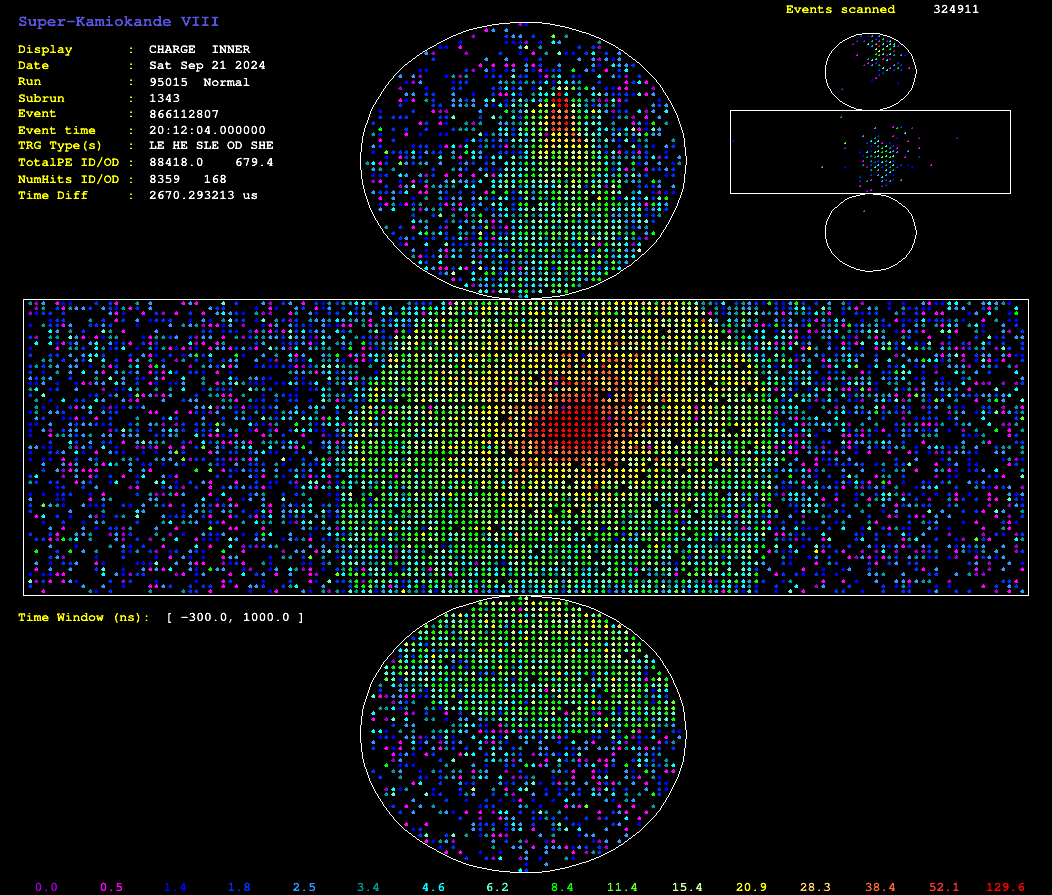 Super-Kamiokande VIII
Display : CHARGE INNER
Date : Sat Sep 21 2024
Run : 95015 Normal
Subrun : 1343
Event : 866112807
Event time : 20:12:04.000000
TRG Type(s) : LE HE SLE OD SHE
TotalPE ID/OD : 88418.0 679.4
NumHits ID/OD : 8359 168
Time Diff : 2670.293213 us
Events scanned 324911
Time Window (ns): [ −300.0, 1000.0 ]
0.0 0.5 1.4 1.8 2.5 3.4 4.6 6.2 8.4 11.4 15.4 20.9 28.3 38.4 52.1 129.6